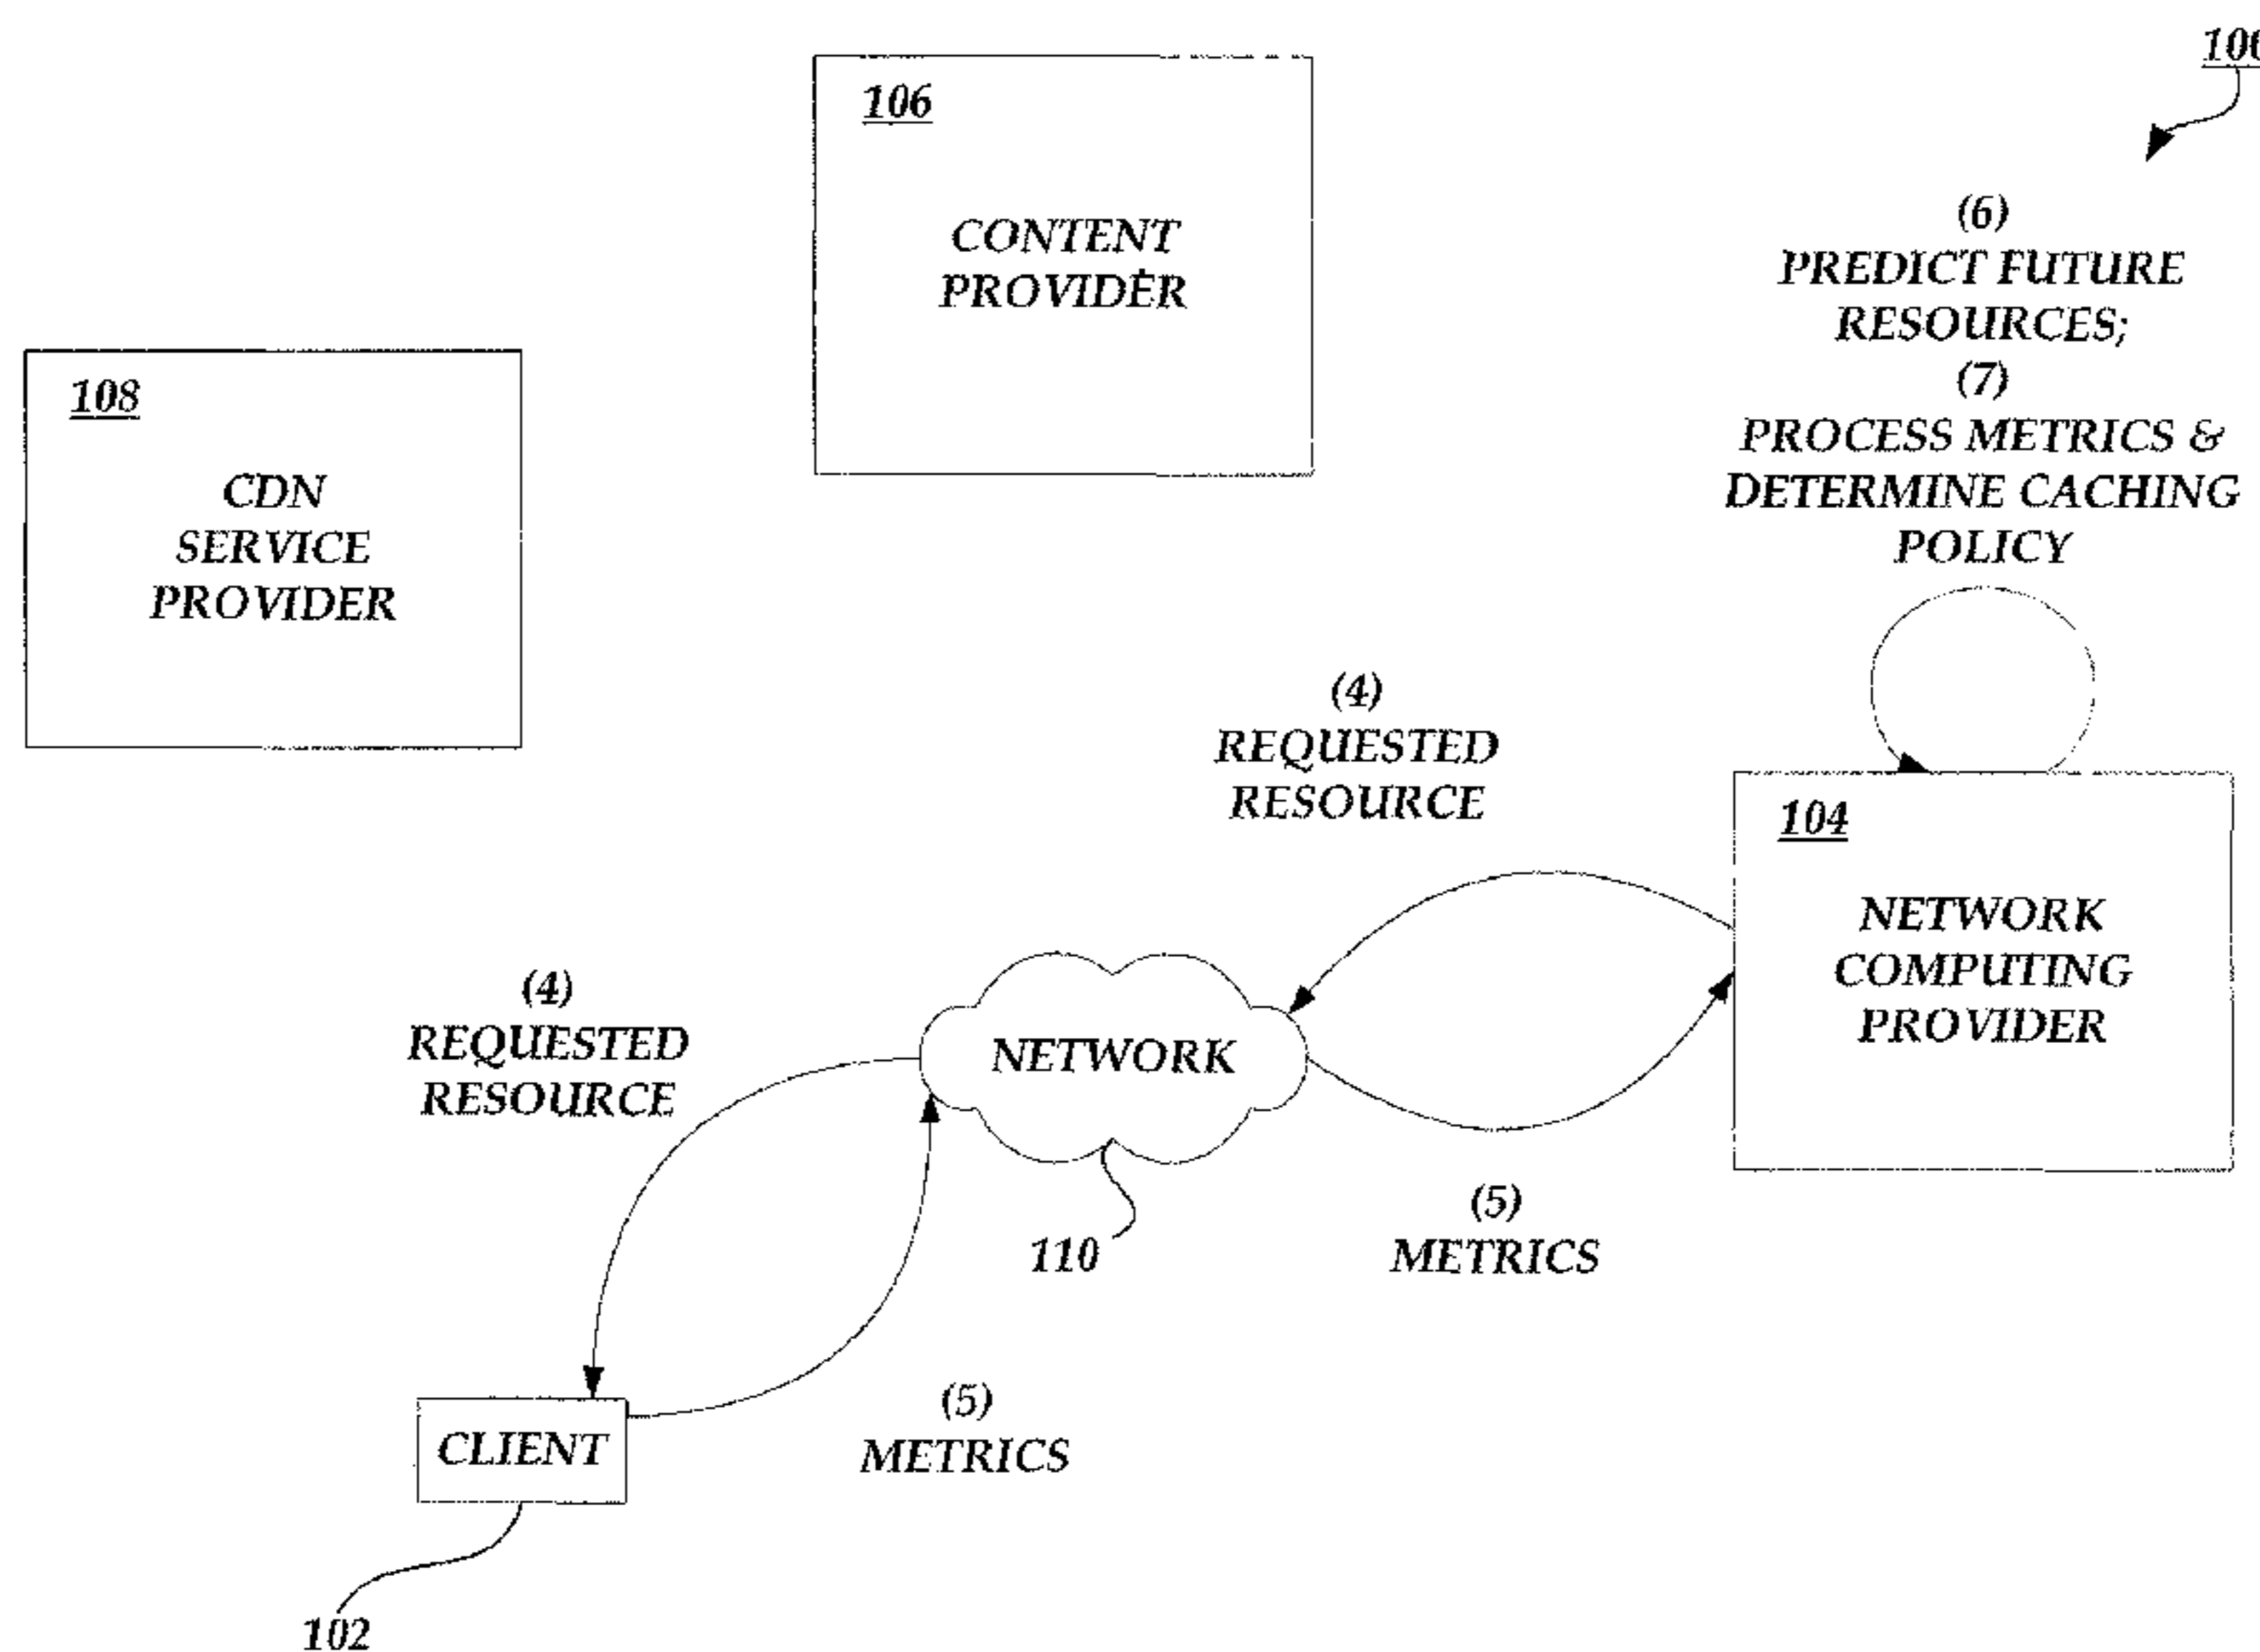 100
106
CONTENT
PROVIDER
(6)
PREDICT FUTURE
RESOURCES;
(7)
PROCESS METRICS &
DETERMINE CACHING
POLICY
108
CDN
SERVICE
PROVIDER
(4)
REQUESTED
RESOURCE
104
NETWORK
COMPUTING
PROVIDER
(4)
REQUESTED
RESOURCE
NETWORK
(5)
METRICS
110
(5)
METRICS
CLIENT
102